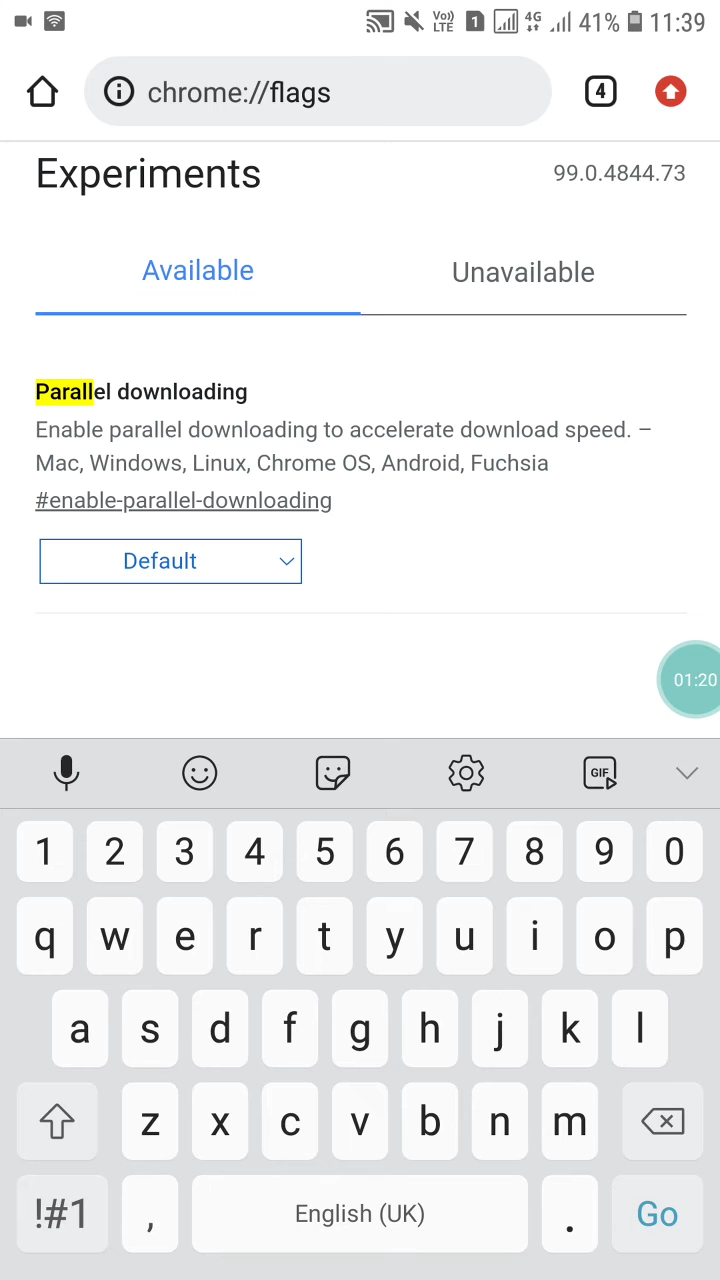 Vo)) LTE 1 4G 41% 11:39
chrome://flags 4
Experiments 99.0.4844.73
Available Unavailable
Parallel downloading
Enable parallel downloading to accelerate download speed. –
Mac, Windows, Linux, Chrome OS, Android, Fuchsia
#enable-parallel-downloading
Default
01:20
GIF
1 2 3 4 5 6 7 8 9 0
q w e r t y u i o p
a s d f g h j k l
z x c v b n m
!#1 , English (UK) . Go